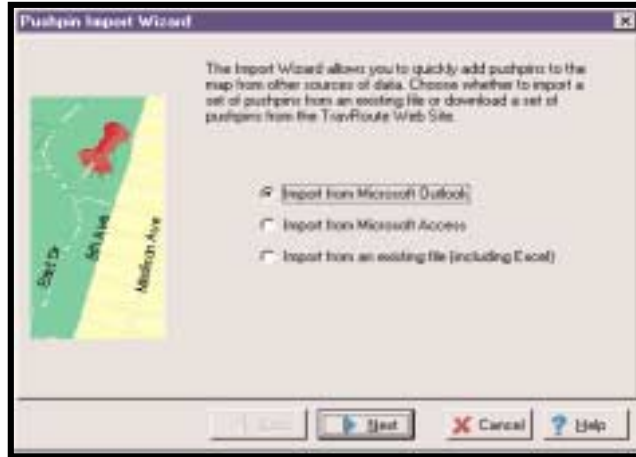 Pushpin Import Wizard
The Import Wizard allows you to quickly add pushpins to the
map from other sources of data. Choose whether to import a
set of pushpins from an existing file or download a set of
pushpins from the TravRoute Web Site.
Import from Microsoft Outlook
Import from Microsoft Access
Import from an existing file (including Excel)
East Dr
5th Ave
Madison Ave
Next
Cancel
? Help